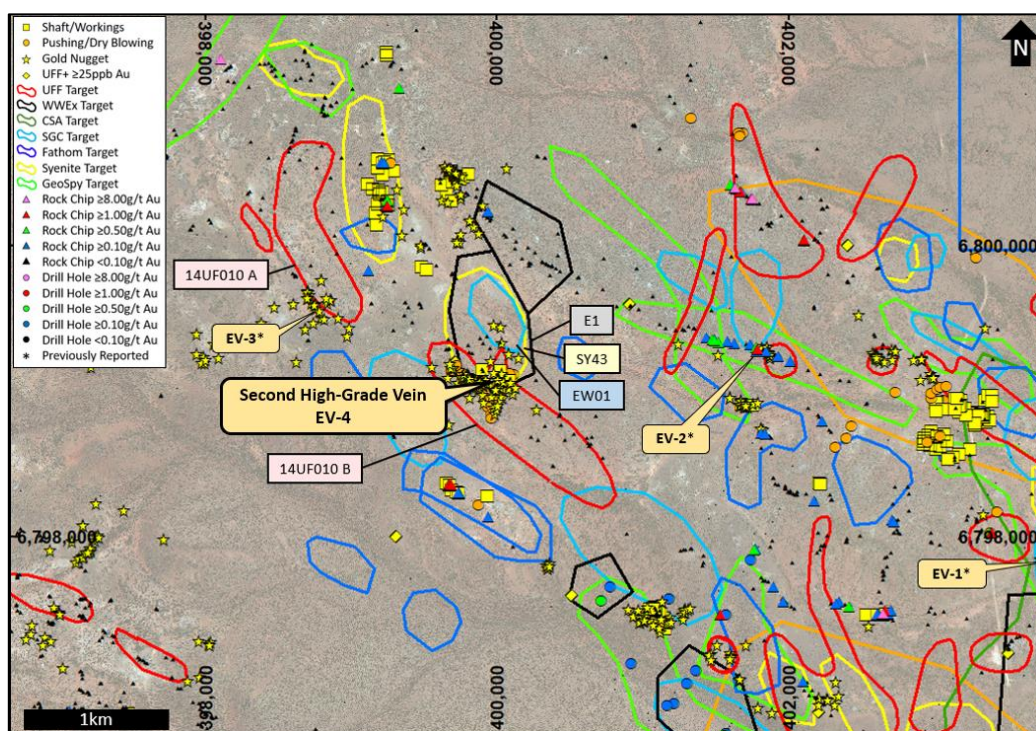 Shaft/Workings
Pushing/Dry Blowing
Gold Nugget
UFF+ ≥25ppb Au
UFF Target
WWEx Target
CSA Target
SGC Target
Fathom Target
Syenite Target
GeoSpy Target
Rock Chip ≥8.00g/t Au
Rock Chip ≥1.00g/t Au
Rock Chip ≥0.50g/t Au
Rock Chip ≥0.10g/t Au
Rock Chip <0.10g/t Au
Drill Hole ≥8.00g/t Au
Drill Hole ≥1.00g/t Au
Drill Hole ≥0.50g/t Au
Drill Hole ≥0.10g/t Au
Drill Hole <0.10g/t Au
* Previously Reported
398,000
400,000
402,000
N
6,800,000
14UF010 A
EV-3*
E1
SY43
EW01
Second High-Grade Vein
EV-4
EV-2*
14UF010 B
6,798,000
6,798,000
EV-1*
398,000
400,000
402,000
1km